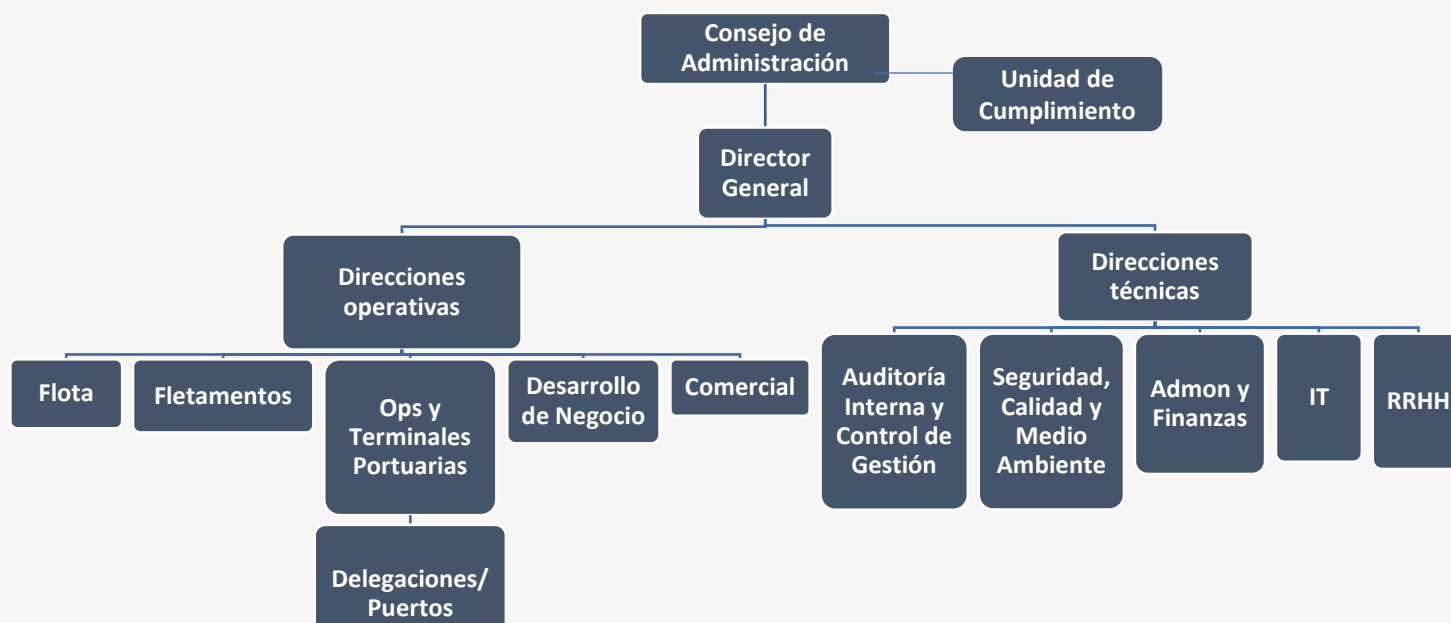 Consejo de
Administración
Unidad de
Cumplimiento
Director
General
Direcciones
operativas
Direcciones
técnicas
Flota
Fletamentos
Ops y
Terminales
Portuarias
Desarrollo
de Negocio
Comercial
Auditoría
Interna y
Control de
Gestión
Seguridad,
Calidad y
Medio
Ambiente
Admon y
Finanzas
IT
RRHH
Delegaciones/
Puertos